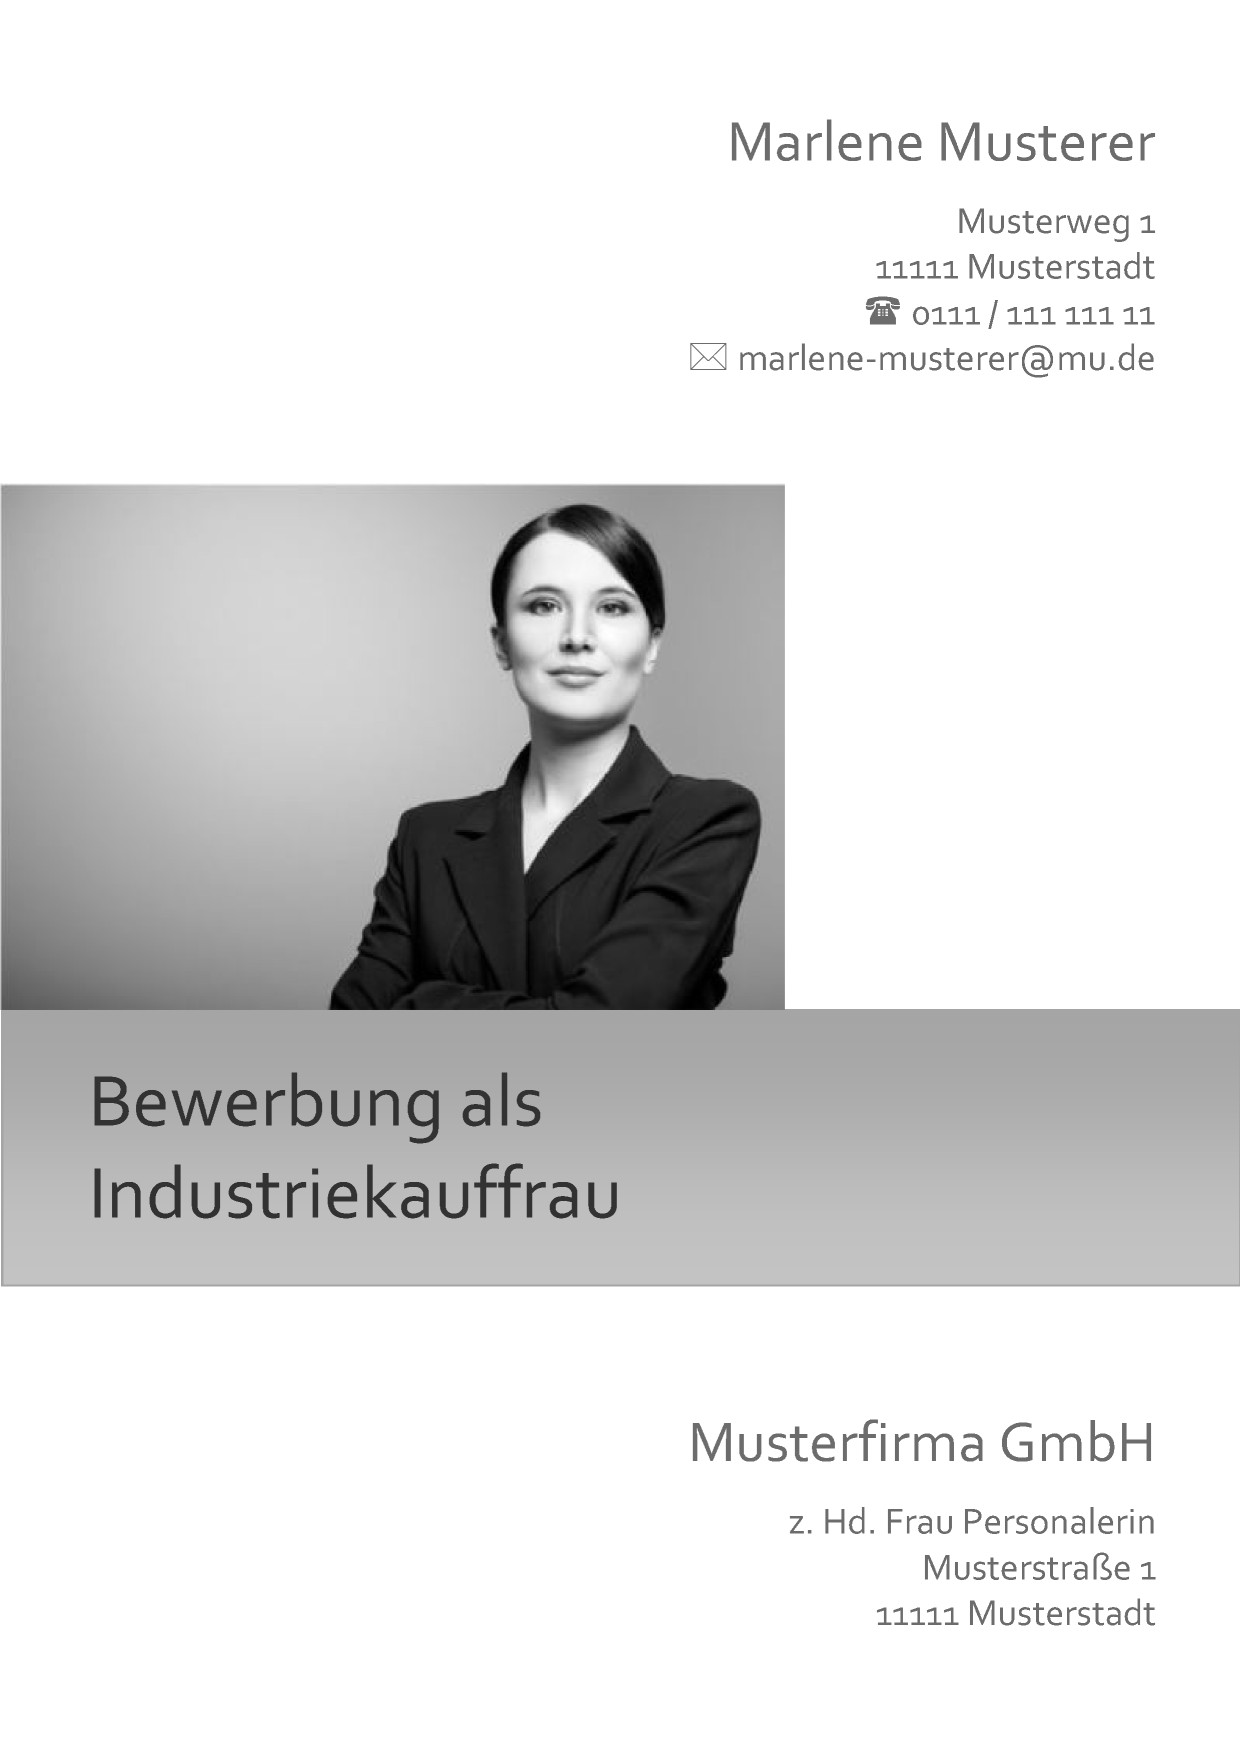 Marlene Musterer
Musterweg 1
11111 Musterstadt
☎ 0111 / 111 111 11
✉ marlene-musterer@mu.de
Bewerbung als
Industriekauffrau
Musterfirma GmbH
z. Hd. Frau Personalerin
Musterstraße 1
11111 Musterstadt